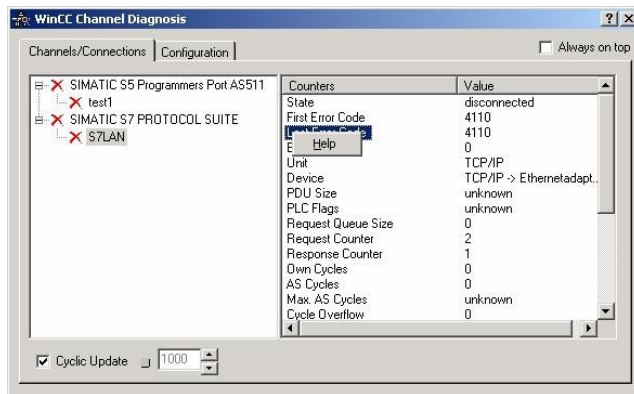 WinCC Channel Diagnosis
Channels/Connections
Configuration
Always on top
SIMATIC S5 Programmers Port AS511
test1
SIMATIC S7 PROTOCOL SUITE
S7LAN
Counters Value
State disconnected
First Error Code 4110
Last Error Code 4110
Help
E 0
Unit TCP/IP
Device TCP/IP -> Ethernetadapt..
PDU Size unknown
PLC Flags unknown
Request Queue Size 0
Request Counter 2
Response Counter 1
Own Cycles 0
AS Cycles 0
Max. AS Cycles unknown
Cycle Overflow 0
Cyclic Update 1000